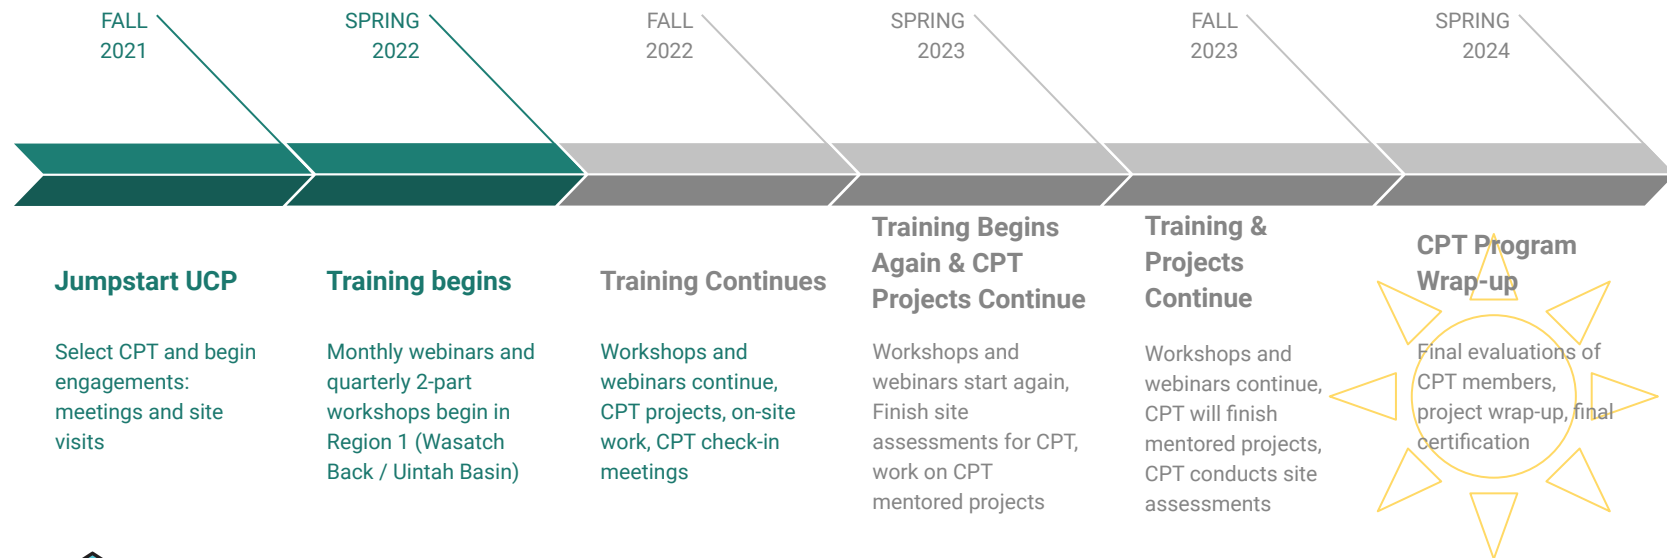 FALL
2021
SPRING
2022
FALL
2022
SPRING
2023
FALL
2023
SPRING
2024
Jumpstart UCP
Select CPT and begin
engagements:
meetings and site
visits
Training begins
Monthly webinars and
quarterly 2-part
workshops begin in
Region 1 (Wasatch
Back / Uintah Basin)
Training Continues
Workshops and
webinars continue,
CPT projects, on-site
work, CPT check-in
meetings
Training Begins
Again & CPT
Projects Continue
Workshops and
webinars start again,
Finish site
assessments for CPT,
work on CPT
mentored projects
Training &
Projects
Continue
Workshops and
webinars continue,
CPT will finish
mentored projects,
CPT conducts site
assessments
CPT Program
Wrap-up
Final evaluations of
CPT members,
project wrap-up, final
certification